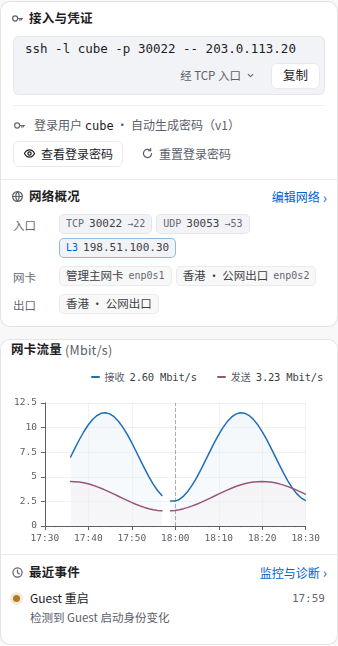 接入与凭证
ssh -l cube -p 30022 -- 203.0.113.20
经 TCP 入口
复制
登录用户 cube · 自动生成密码（v1）
查看登录密码 重置登录密码
网络概况 编辑网络 ›
入口 TCP 30022 →22 UDP 30053 →53
L3 198.51.100.30
网卡 管理主网卡 enp0s1 香港 · 公网出口 enp0s2
出口 香港 · 公网出口
网卡流量 (Mbit/s)
接收 2.60 Mbit/s 发送 3.23 Mbit/s
12.5
10
7.5
5
2.5
0
17:30 17:40 17:50 18:00 18:10 18:20 18:30
最近事件 监控与诊断 ›
Guest 重启 17:59
检测到 Guest 启动身份变化